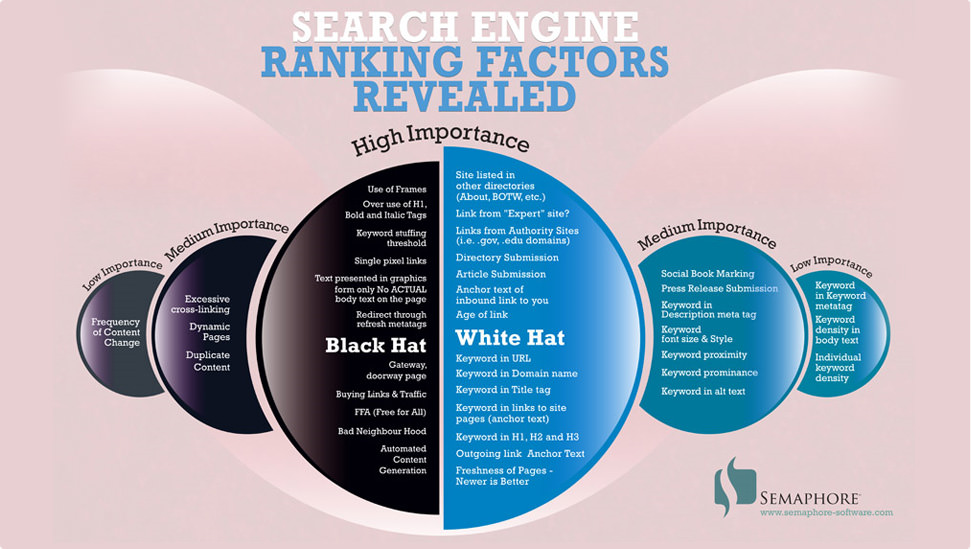 SEARCH ENGINE
RANKING FACTORS
REVEALED
High Importance
Low Importance
Frequency
of Content
Change
Medium Importance
Excessive
cross-linking
Dynamic
Pages
Duplicate
Content
Use of Frames
Over use of H1,
Bold and Italic Tags
Keyword stuffing
threshold
Single pixel links
Text presented in graphics
form only No ACTUAL
body text on the page
Redirect through
refresh metatags
Black Hat
Gateway,
doorway page
Buying Links & Traffic
FFA (Free for All)
Bad Neighbour Hood
Automated
Content
Generation
Site listed in
other directories
(About, BOTW, etc.)
Link from "Expert" site?
Links from Authority Sites
(i.e. .gov, .edu domains)
Directory Submission
Article Submission
Anchor text of
inbound link to you
Age of link
White Hat
Keyword in URL
Keyword in Domain name
Keyword in Title tag
Keyword in links to site
pages (anchor text)
Keyword in H1, H2 and H3
Outgoing link Anchor Text
Freshness of Pages -
Newer is Better
Medium Importance
Social Book Marking
Press Release Submission
Keyword in
Description meta tag
Keyword
font size & Style
Keyword proximity
Keyword prominance
Keyword in alt text
Low Importance
Keyword
in Keyword
metatag
Keyword
density in
body text
Individual
keyword
density
SEMAPHORE™
www.semaphore-software.com